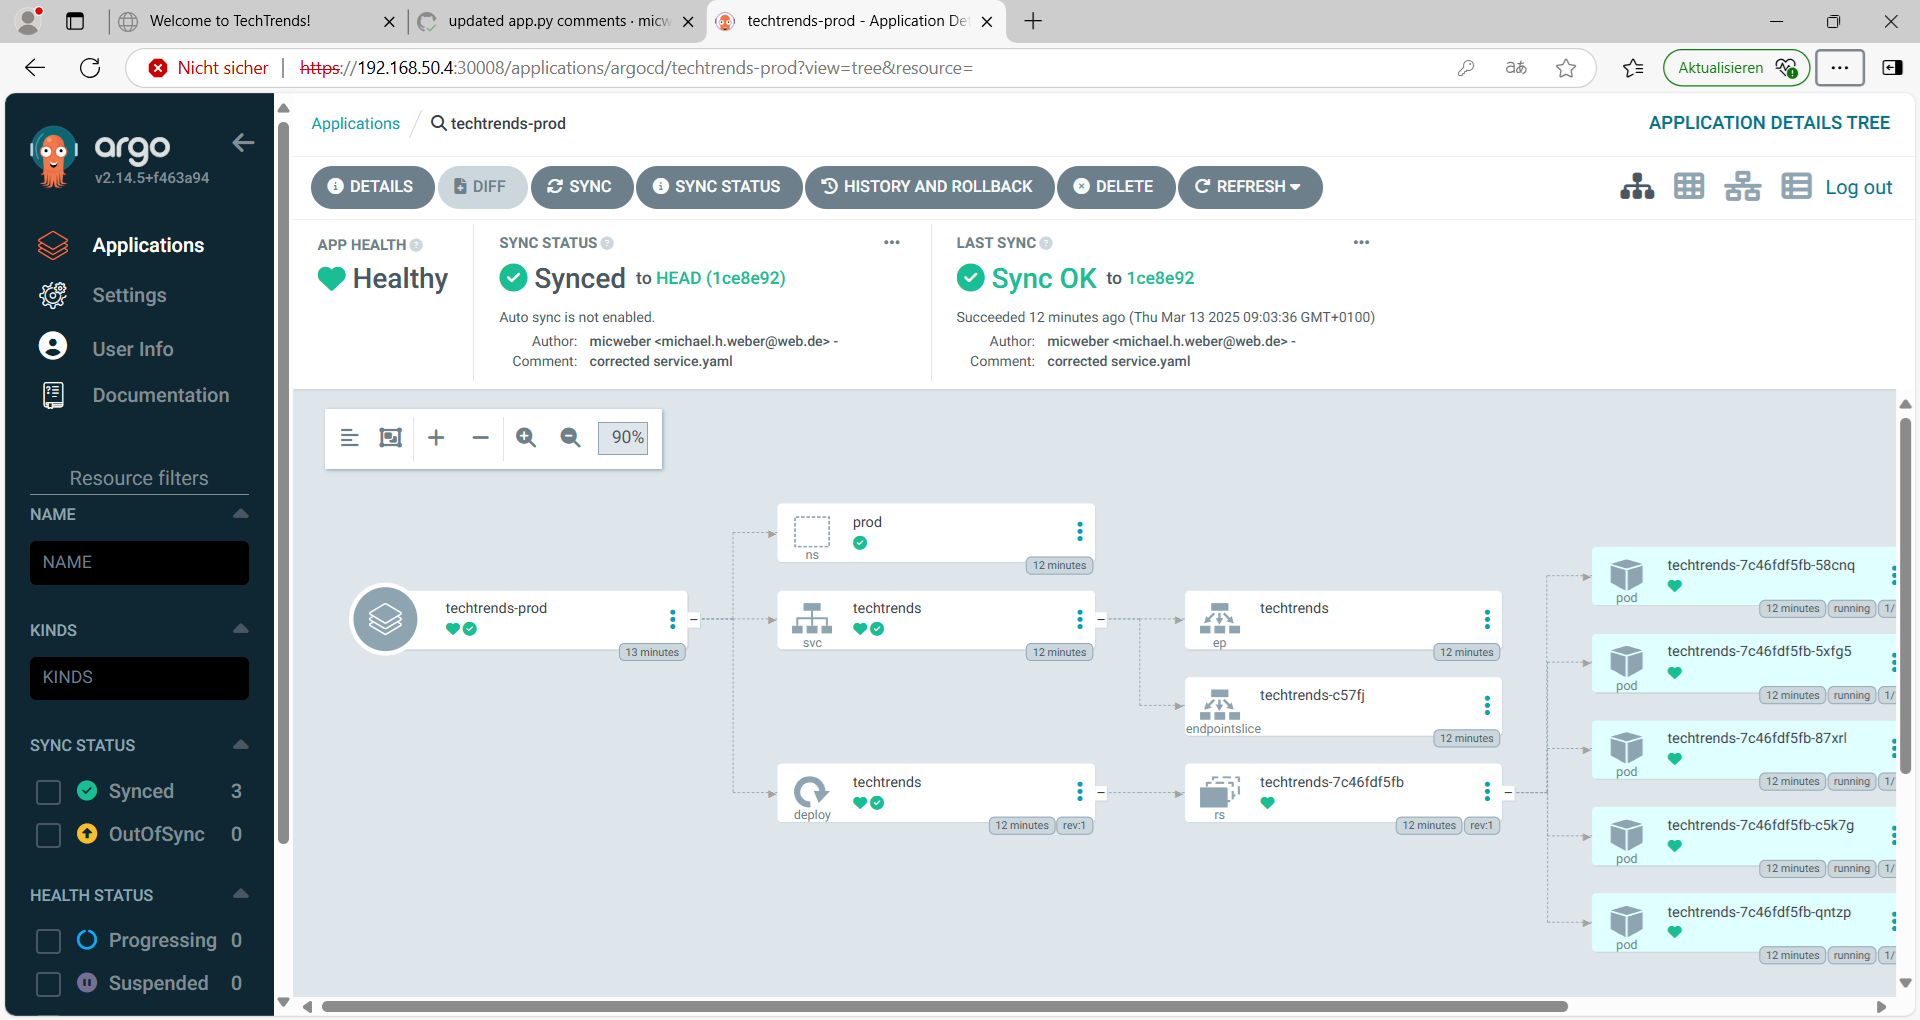 Welcome to TechTrends!
updated app.py comments · micw
techtrends-prod - Application De
Nicht sicher
https://192.168.50.4:30008/applications/argocd/techtrends-prod?view=tree&resource=
Aktualisieren
argo
v2.14.5+f463a94
Applications
Settings
User Info
Documentation
Resource filters
NAME
NAME
KINDS
KINDS
SYNC STATUS
Synced 3
OutOfSync 0
HEALTH STATUS
Progressing 0
Suspended 0
Applications / techtrends-prod
APPLICATION DETAILS TREE
DETAILS
DIFF
SYNC
SYNC STATUS
HISTORY AND ROLLBACK
DELETE
REFRESH
Log out
APP HEALTH
Healthy
SYNC STATUS
Synced to HEAD (1ce8e92)
Auto sync is not enabled.
Author: micweber <michael.h.weber@web.de> -
Comment: corrected service.yaml
LAST SYNC
Sync OK to 1ce8e92
Succeeded 12 minutes ago (Thu Mar 13 2025 09:03:36 GMT+0100)
Author: micweber <michael.h.weber@web.de> -
Comment: corrected service.yaml
90%
techtrends-prod
13 minutes
prod
ns
12 minutes
techtrends
svc
12 minutes
techtrends
deploy
12 minutes rev:1
techtrends
ep
12 minutes
techtrends-c57fj
endpointslice
12 minutes
techtrends-7c46fdf5fb
rs
12 minutes rev:1
techtrends-7c46fdf5fb-58cnq
pod
12 minutes running 1/
techtrends-7c46fdf5fb-5xfg5
pod
12 minutes running 1/
techtrends-7c46fdf5fb-87xrl
pod
12 minutes running 1/
techtrends-7c46fdf5fb-c5k7g
pod
12 minutes running 1/
techtrends-7c46fdf5fb-qntzp
pod
12 minutes running 1/